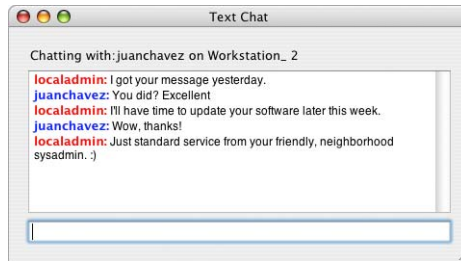 Text Chat
Chatting with:juanchavez on Workstation_ 2
localadmin: I got your message yesterday.
juanchavez: You did? Excellent
localadmin: I'll have time to update your software later this week.
juanchavez: Wow, thanks!
localadmin: Just standard service from your friendly, neighborhood
sysadmin. :)